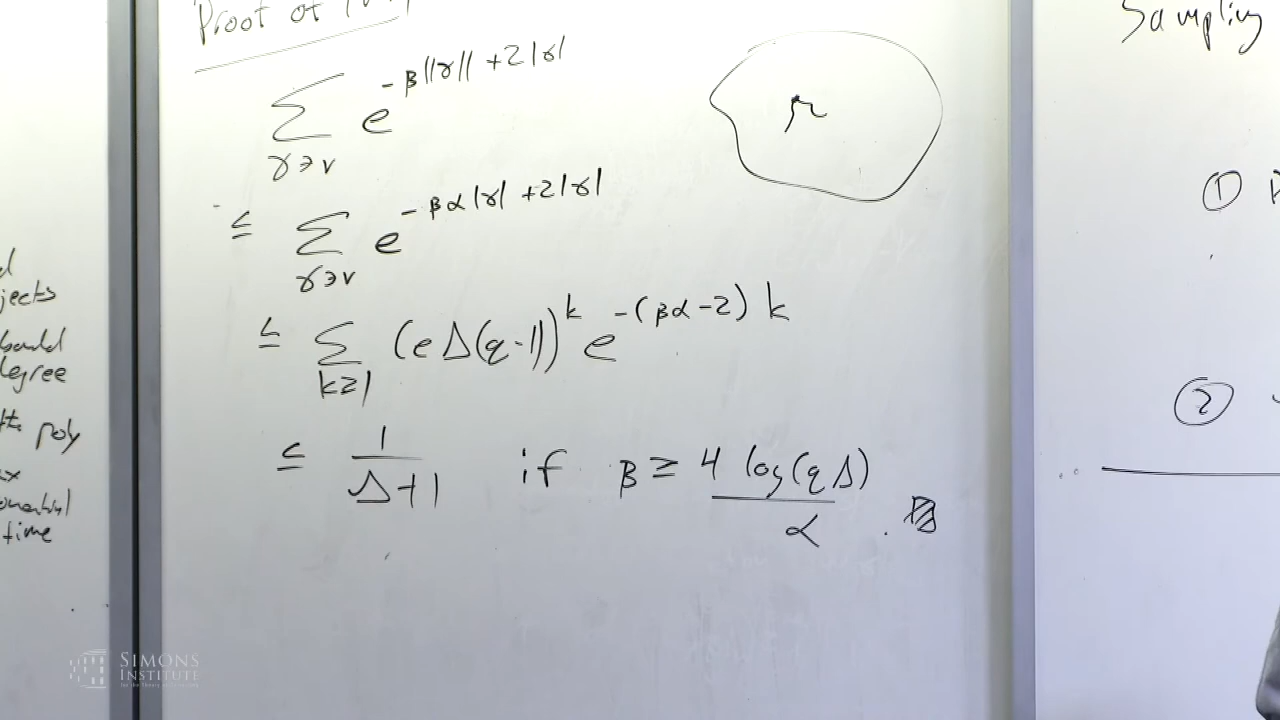 Proof of
Σ e^{-β||γ|| + 2|γ|}
γ∋v
≤ Σ e^{-βα|γ| + 2|γ|}
γ∋v
≤ Σ (eΔ(q-1))^k e^{-(βα-2)k}
k≥1
≤ 1/(Δ+1) if β ≥ 4 log(qΔ)/α .
Sampling
①
②
jects
egree
poly
time
SIMONS
INSTITUTE